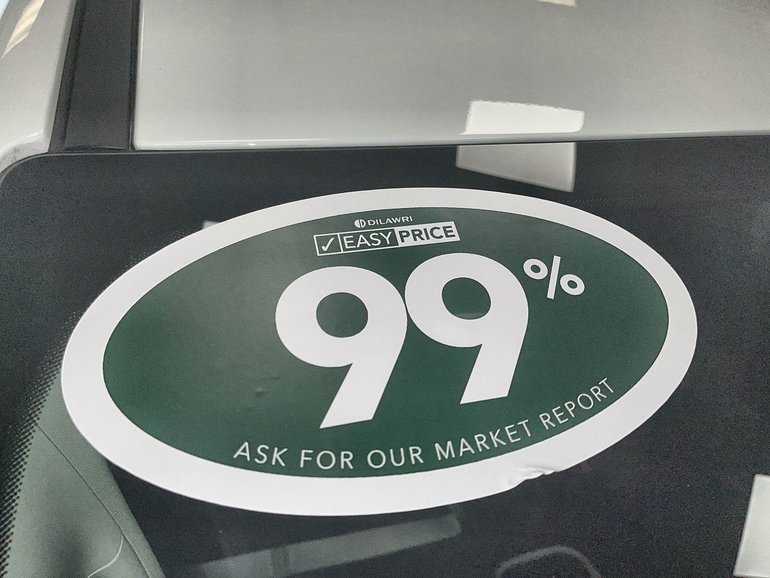 DILAWRI
✓ EASY PRICE
99%
ASK FOR OUR MARKET REPORT